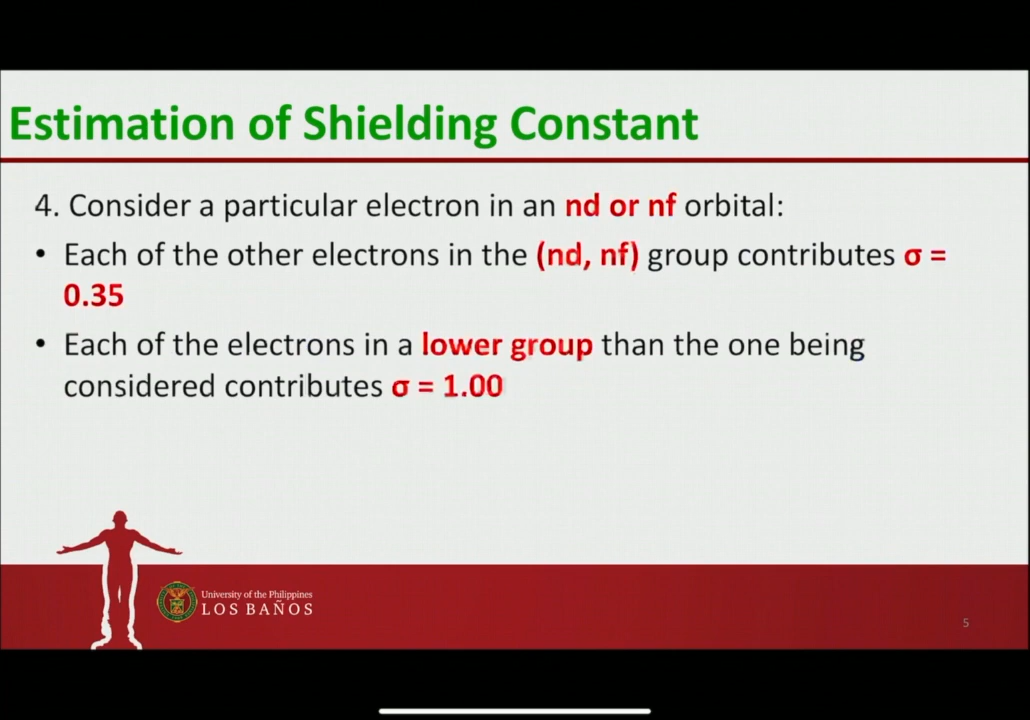 Estimation of Shielding Constant
4. Consider a particular electron in an nd or nf orbital:
• Each of the other electrons in the (nd, nf) group contributes σ =
0.35
• Each of the electrons in a lower group than the one being
considered contributes σ = 1.00
University of the Philippines
LOS BAÑOS
5